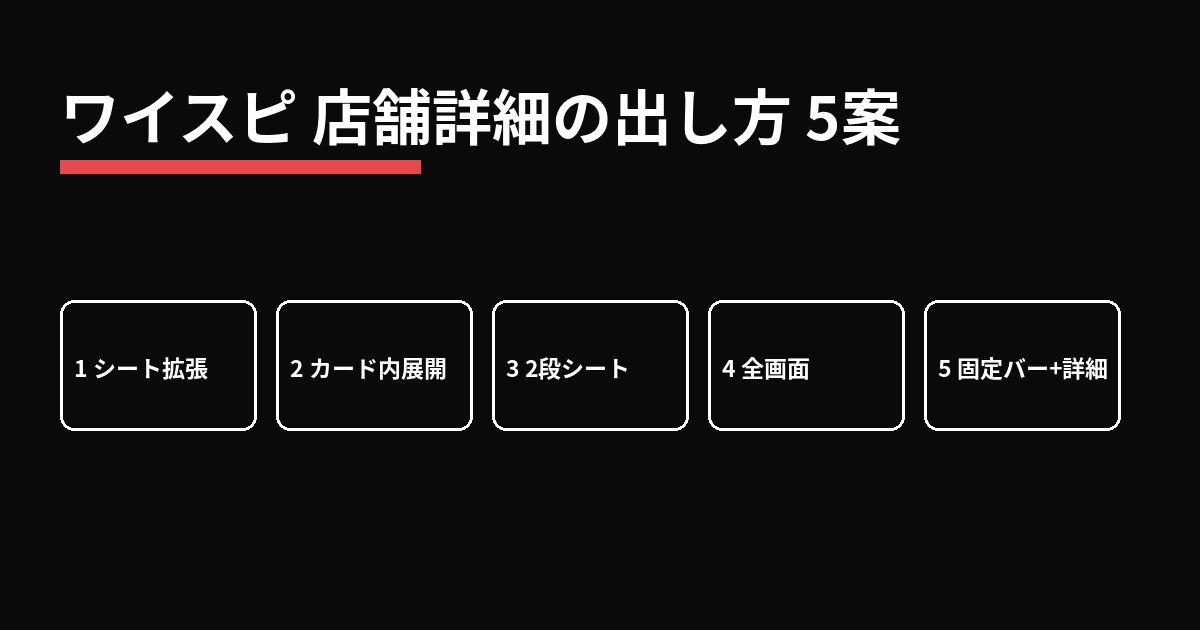 ワイスピ 店舗詳細の出し方 5案
1 シート拡張
2 カード内展開
3 2段シート
4 全画面
5 固定バー+詳細